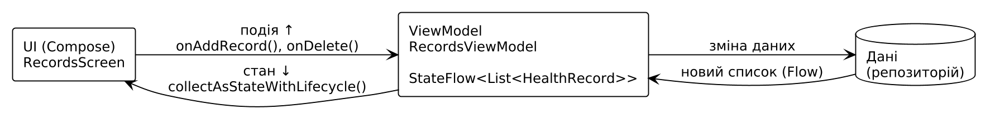 UI (Compose)
RecordsScreen
подія ↑
onAddRecord(), onDelete()
стан ↓
collectAsStateWithLifecycle()
ViewModel
RecordsViewModel
StateFlow<List<HealthRecord>>
зміна даних
новий список (Flow)
Дані
(репозиторій)